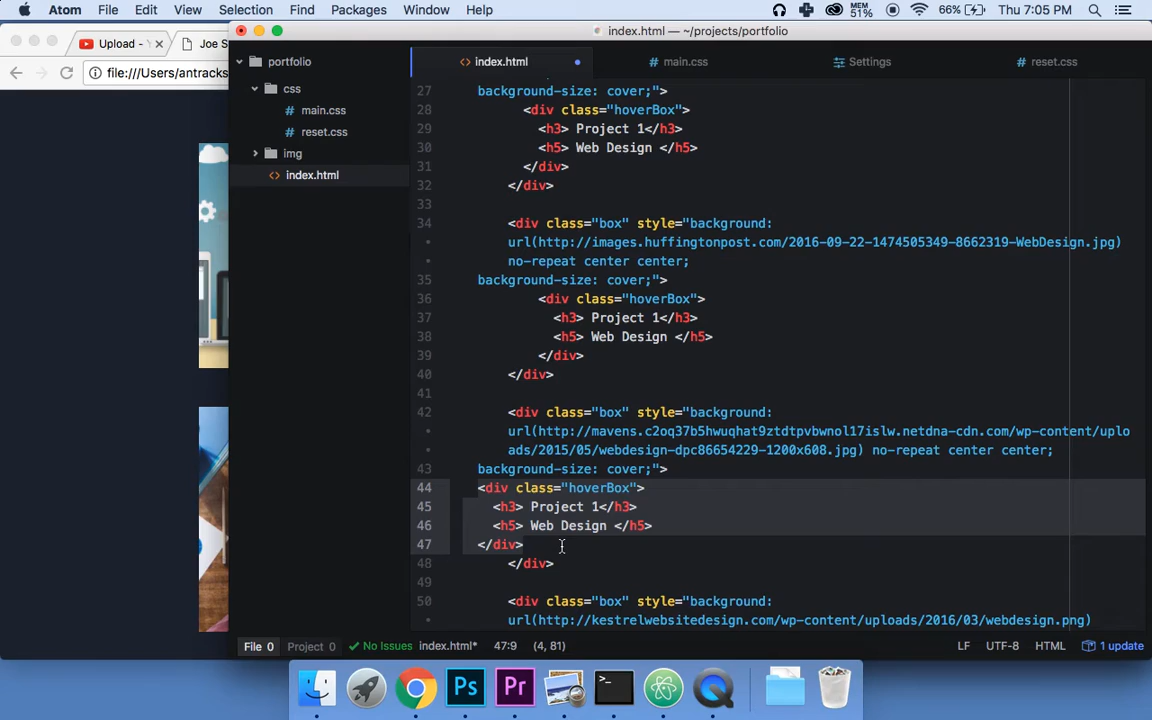 Atom File Edit View Selection Find Packages Window Help MEM 51% 66% Thu 7:05 PM
Upload - Y Joe S
file:///Users/antracks
index.html — ~/projects/portfolio
portfolio
css
main.css
reset.css
img
index.html
index.html main.css Settings reset.css
27 background-size: cover;">
28 <div class="hoverBox">
29 <h3> Project 1</h3>
30 <h5> Web Design </h5>
31 </div>
32 </div>
33
34 <div class="box" style="background:
• url(http://images.huffingtonpost.com/2016-09-22-1474505349-8662319-WebDesign.jpg)
• no-repeat center center;
35 background-size: cover;">
36 <div class="hoverBox">
37 <h3> Project 1</h3>
38 <h5> Web Design </h5>
39 </div>
40 </div>
41
42 <div class="box" style="background:
• url(http://mavens.c2oq37b5hwuqhat9ztdtpvbwnol17islw.netdna-cdn.com/wp-content/uplo
• ads/2015/05/webdesign-dpc86654229-1200x608.jpg) no-repeat center center;
43 background-size: cover;">
44 <div class="hoverBox">
45 <h3> Project 1</h3>
46 <h5> Web Design </h5>
47 </div>
48 </div>
49
50 <div class="box" style="background:
• url(http://kestrelwebsitedesign.com/wp-content/uploads/2016/03/webdesign.png)
File 0 Project 0 No Issues index.html* 47:9 (4, 81) LF UTF-8 HTML 1 update
Ps Pr >_